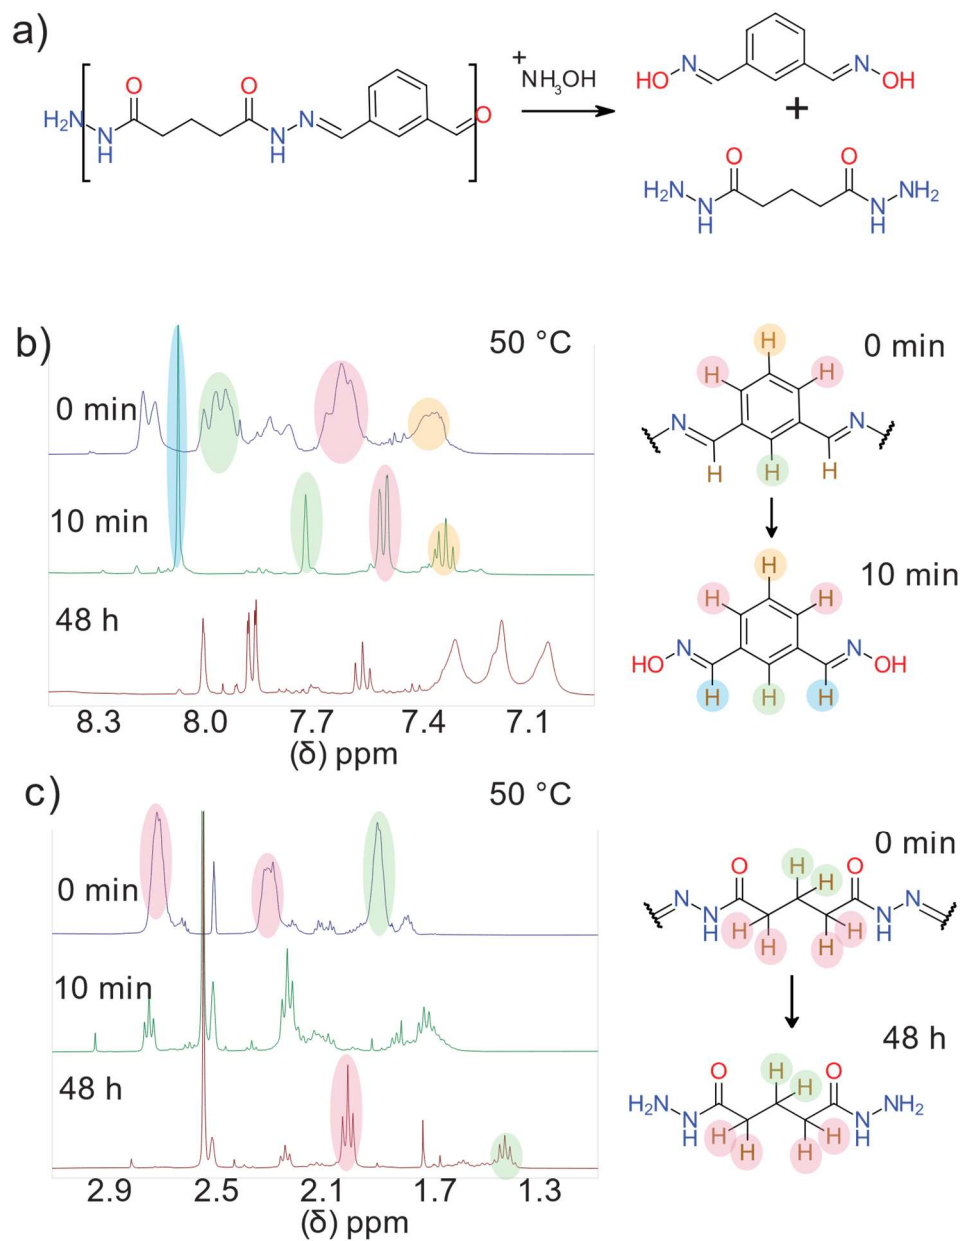 a)
+
NH₃OH
H₂N
N
H
O
O
N
H
N
O
HO
N
N
OH
+
H₂N
N
H
O
O
N
H
NH₂
b)
50 °C
0 min
10 min
48 h
8.3 8.0 7.7 7.4 7.1
(δ) ppm
H
0 min
H H
N N
H H H
H
10 min
H H
HO N N OH
H H H
c)
50 °C
0 min
10 min
48 h
2.9 2.5 2.1 1.7 1.3
(δ) ppm
0 min
O H H O
N N H N H N
H H H H
48 h
O H H O
H₂N N H N H NH₂
H H H H